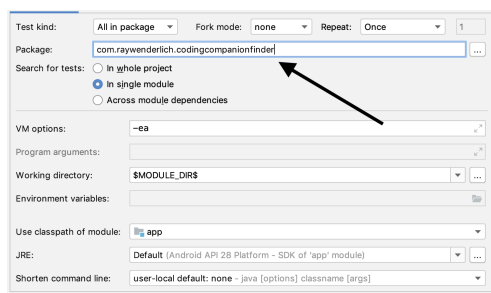 Test kind: All in package Fork mode: none Repeat: Once 1
Package: com.raywenderlich.codingcompanionfinder ...
Search for tests: In whole project
In single module
Across module dependencies
VM options: -ea
Program arguments:
Working directory: $MODULE_DIR$ ...
Environment variables:
Use classpath of module: app
JRE: Default (Android API 28 Platform - SDK of 'app' module) ...
Shorten command line: user-local default: none - java [options] classname [args]